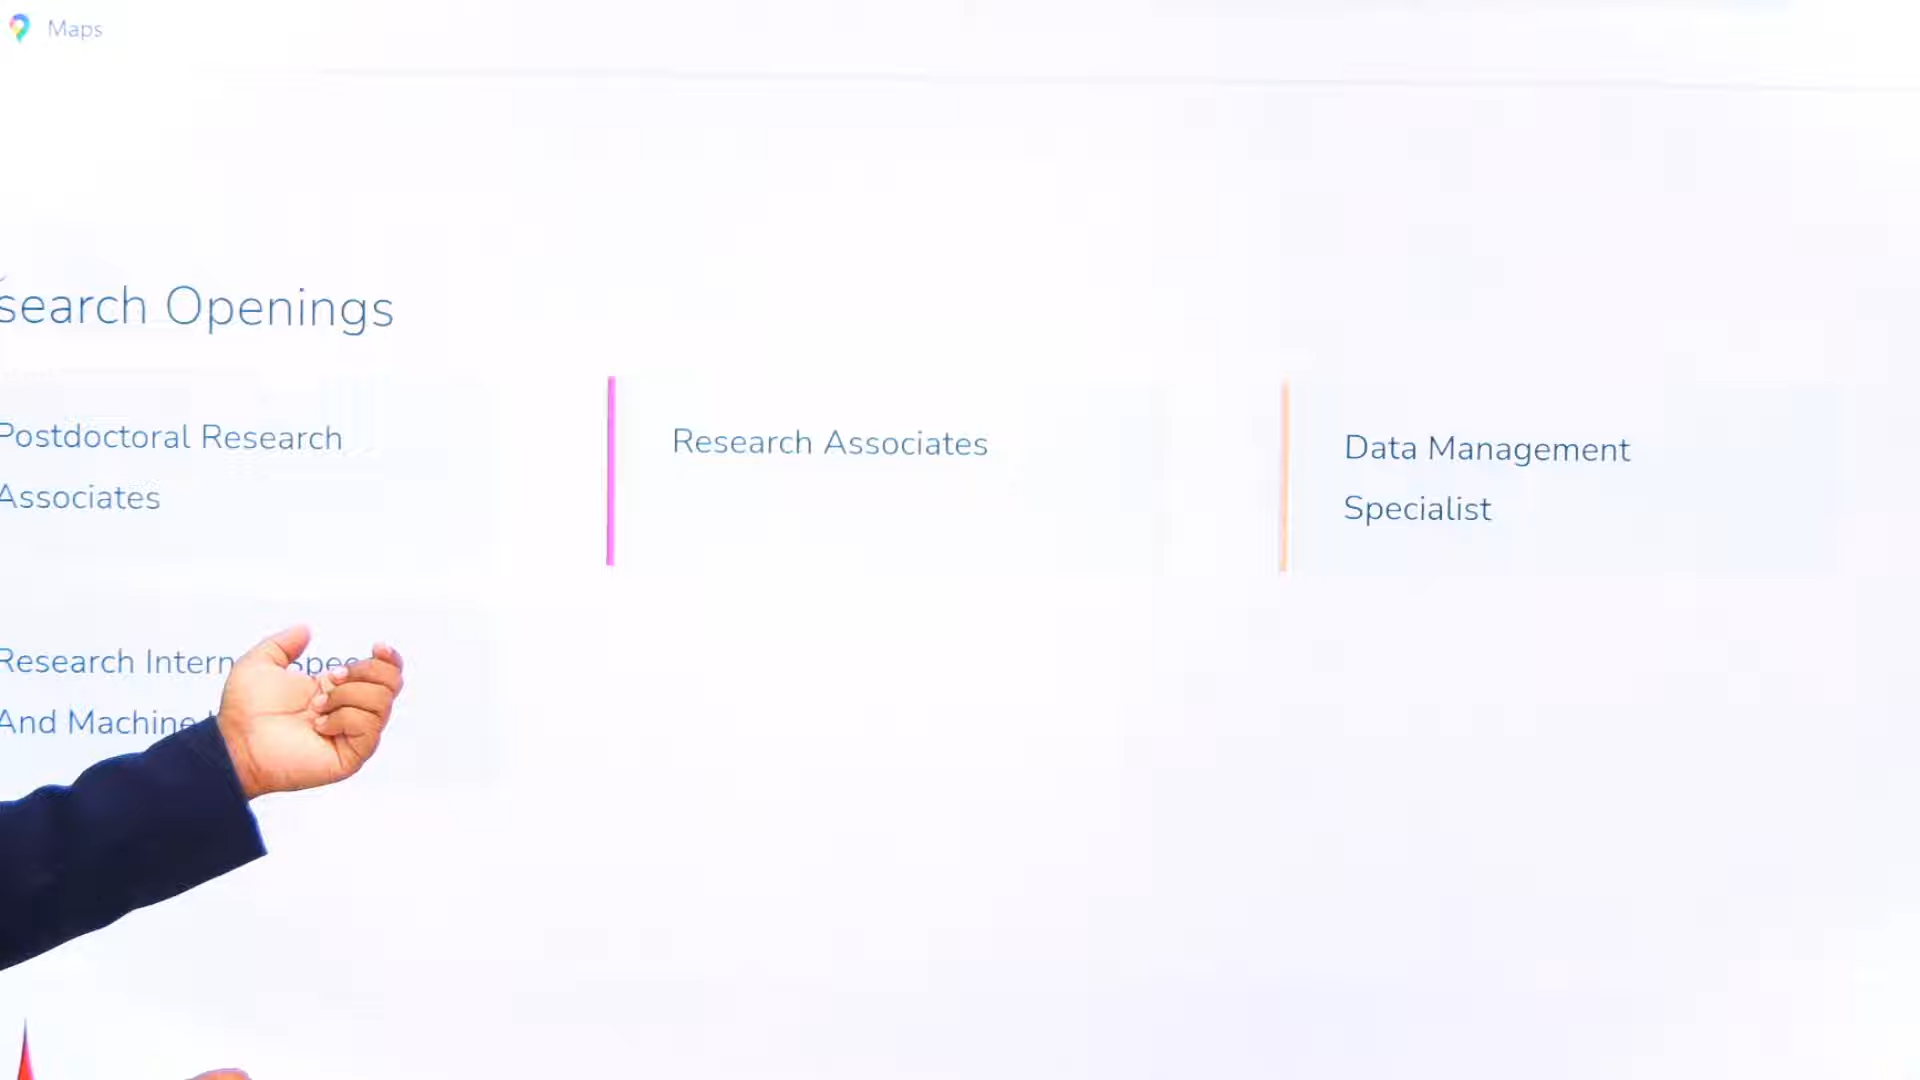 Maps
search Openings
Postdoctoral Research
Associates
Research Associates
Data Management
Specialist
Research Intern
And Machine